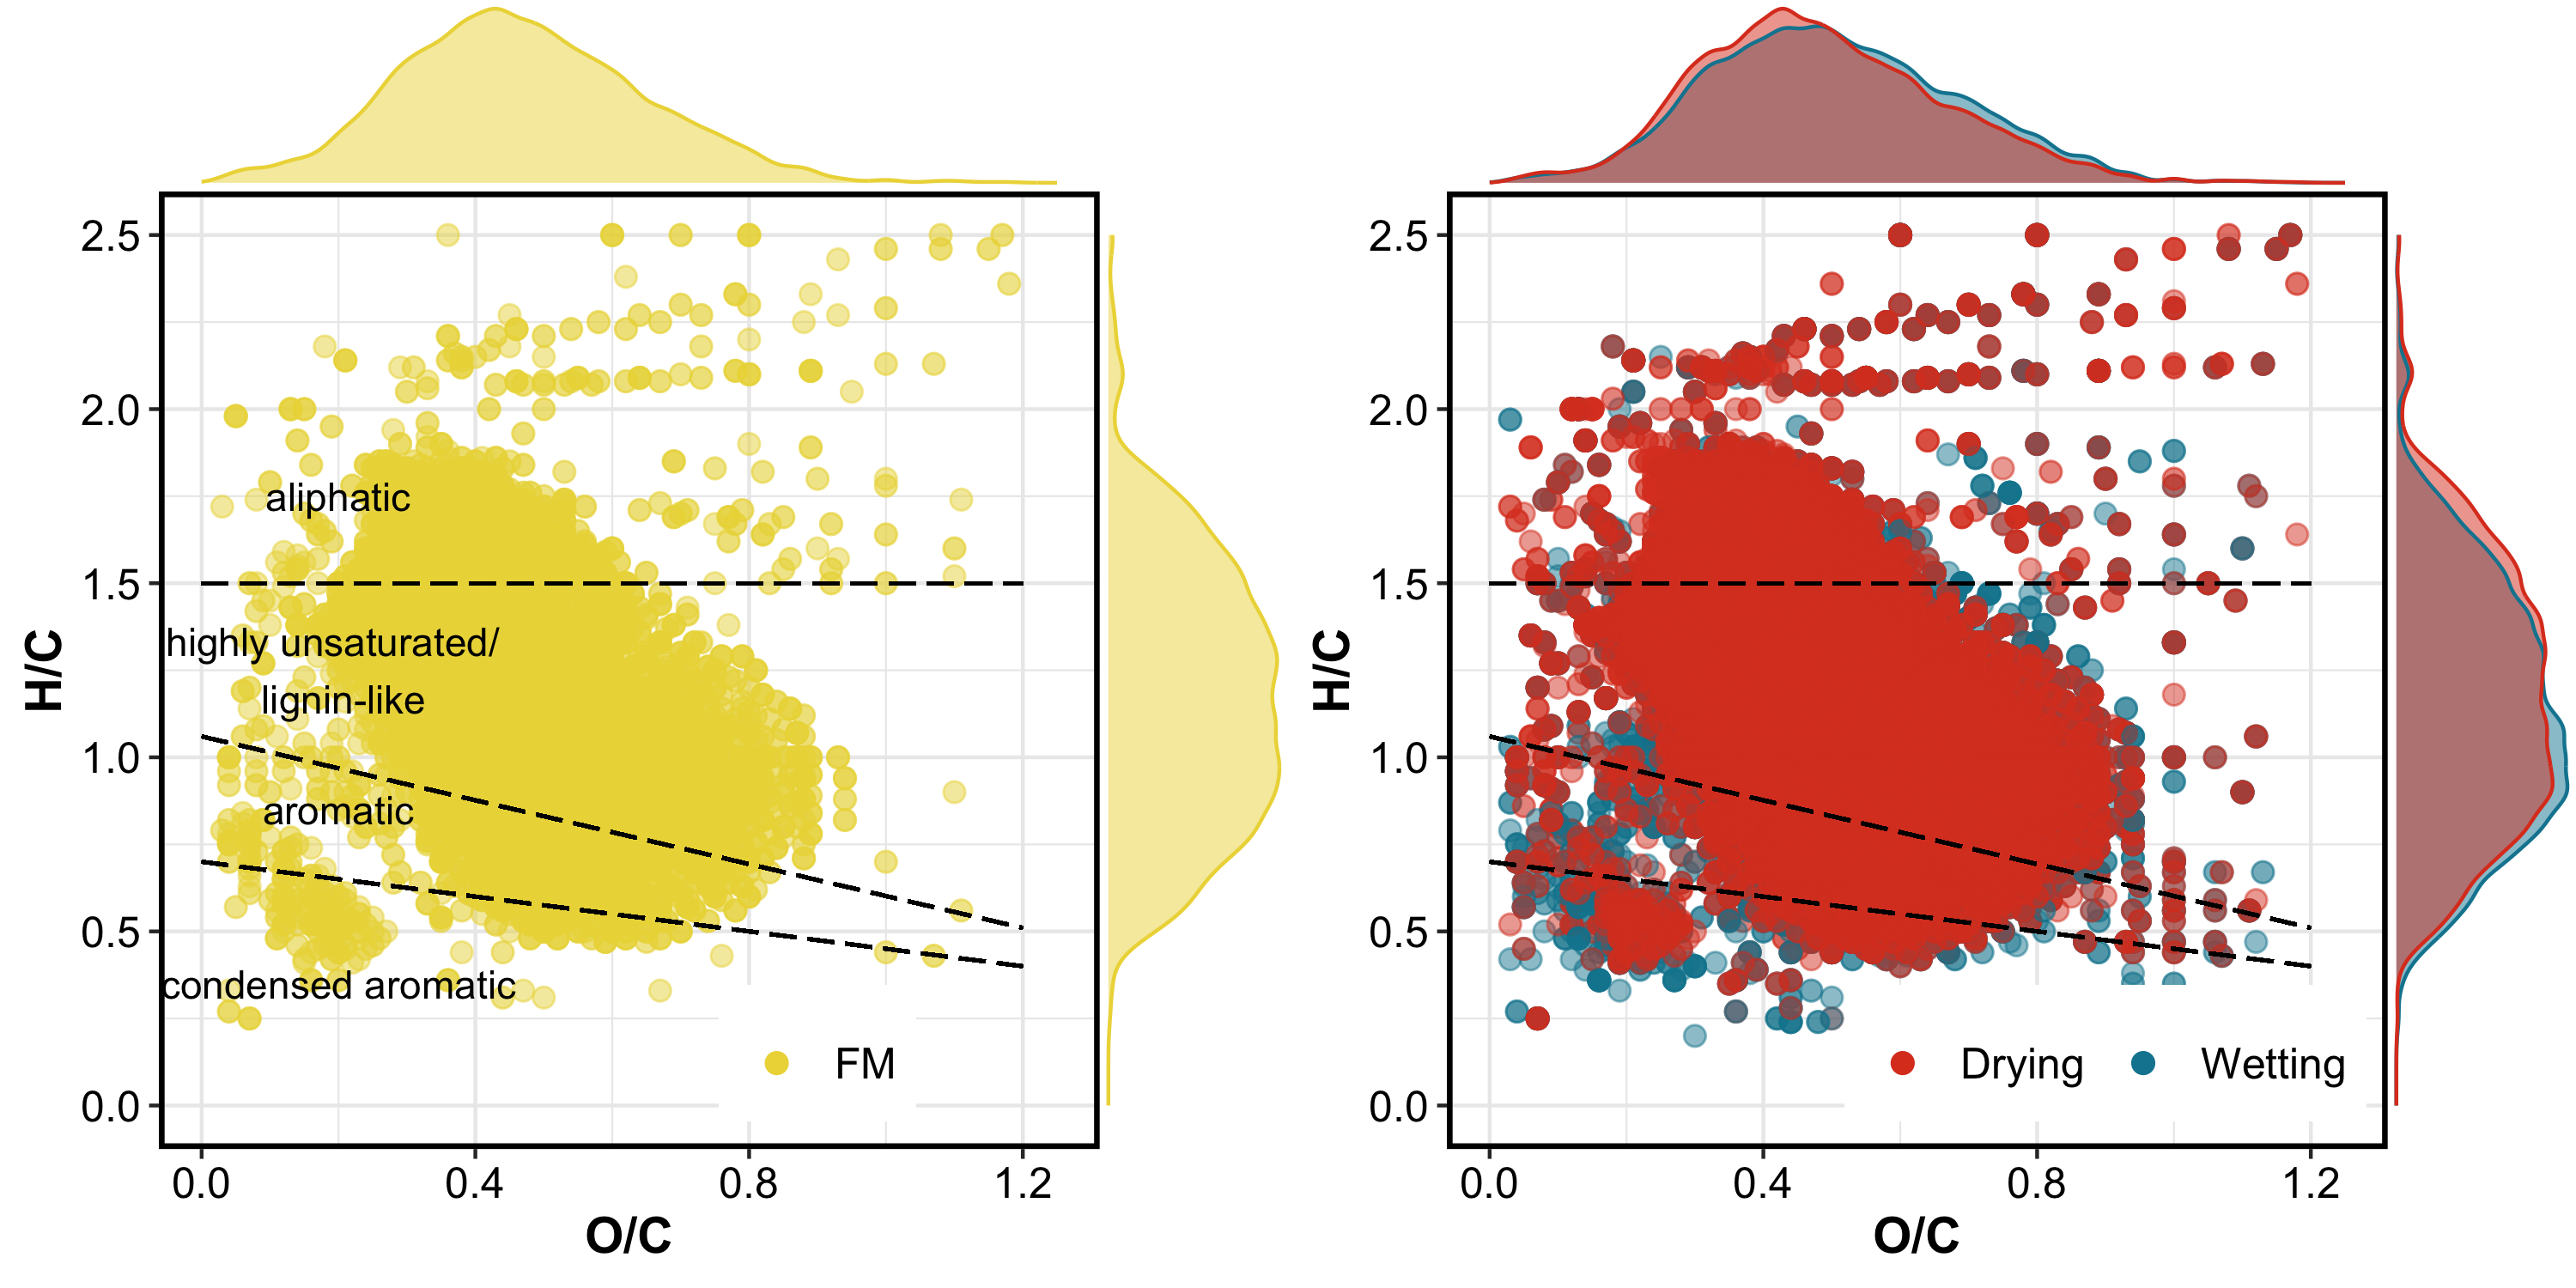 2.5
2.0
1.5
1.0
0.5
0.0
H/C
aliphatic
highly unsaturated/
lignin-like
aromatic
condensed aromatic
FM
0.0 0.4 0.8 1.2
O/C
2.5
2.0
1.5
1.0
0.5
0.0
H/C
Drying Wetting
0.0 0.4 0.8 1.2
O/C